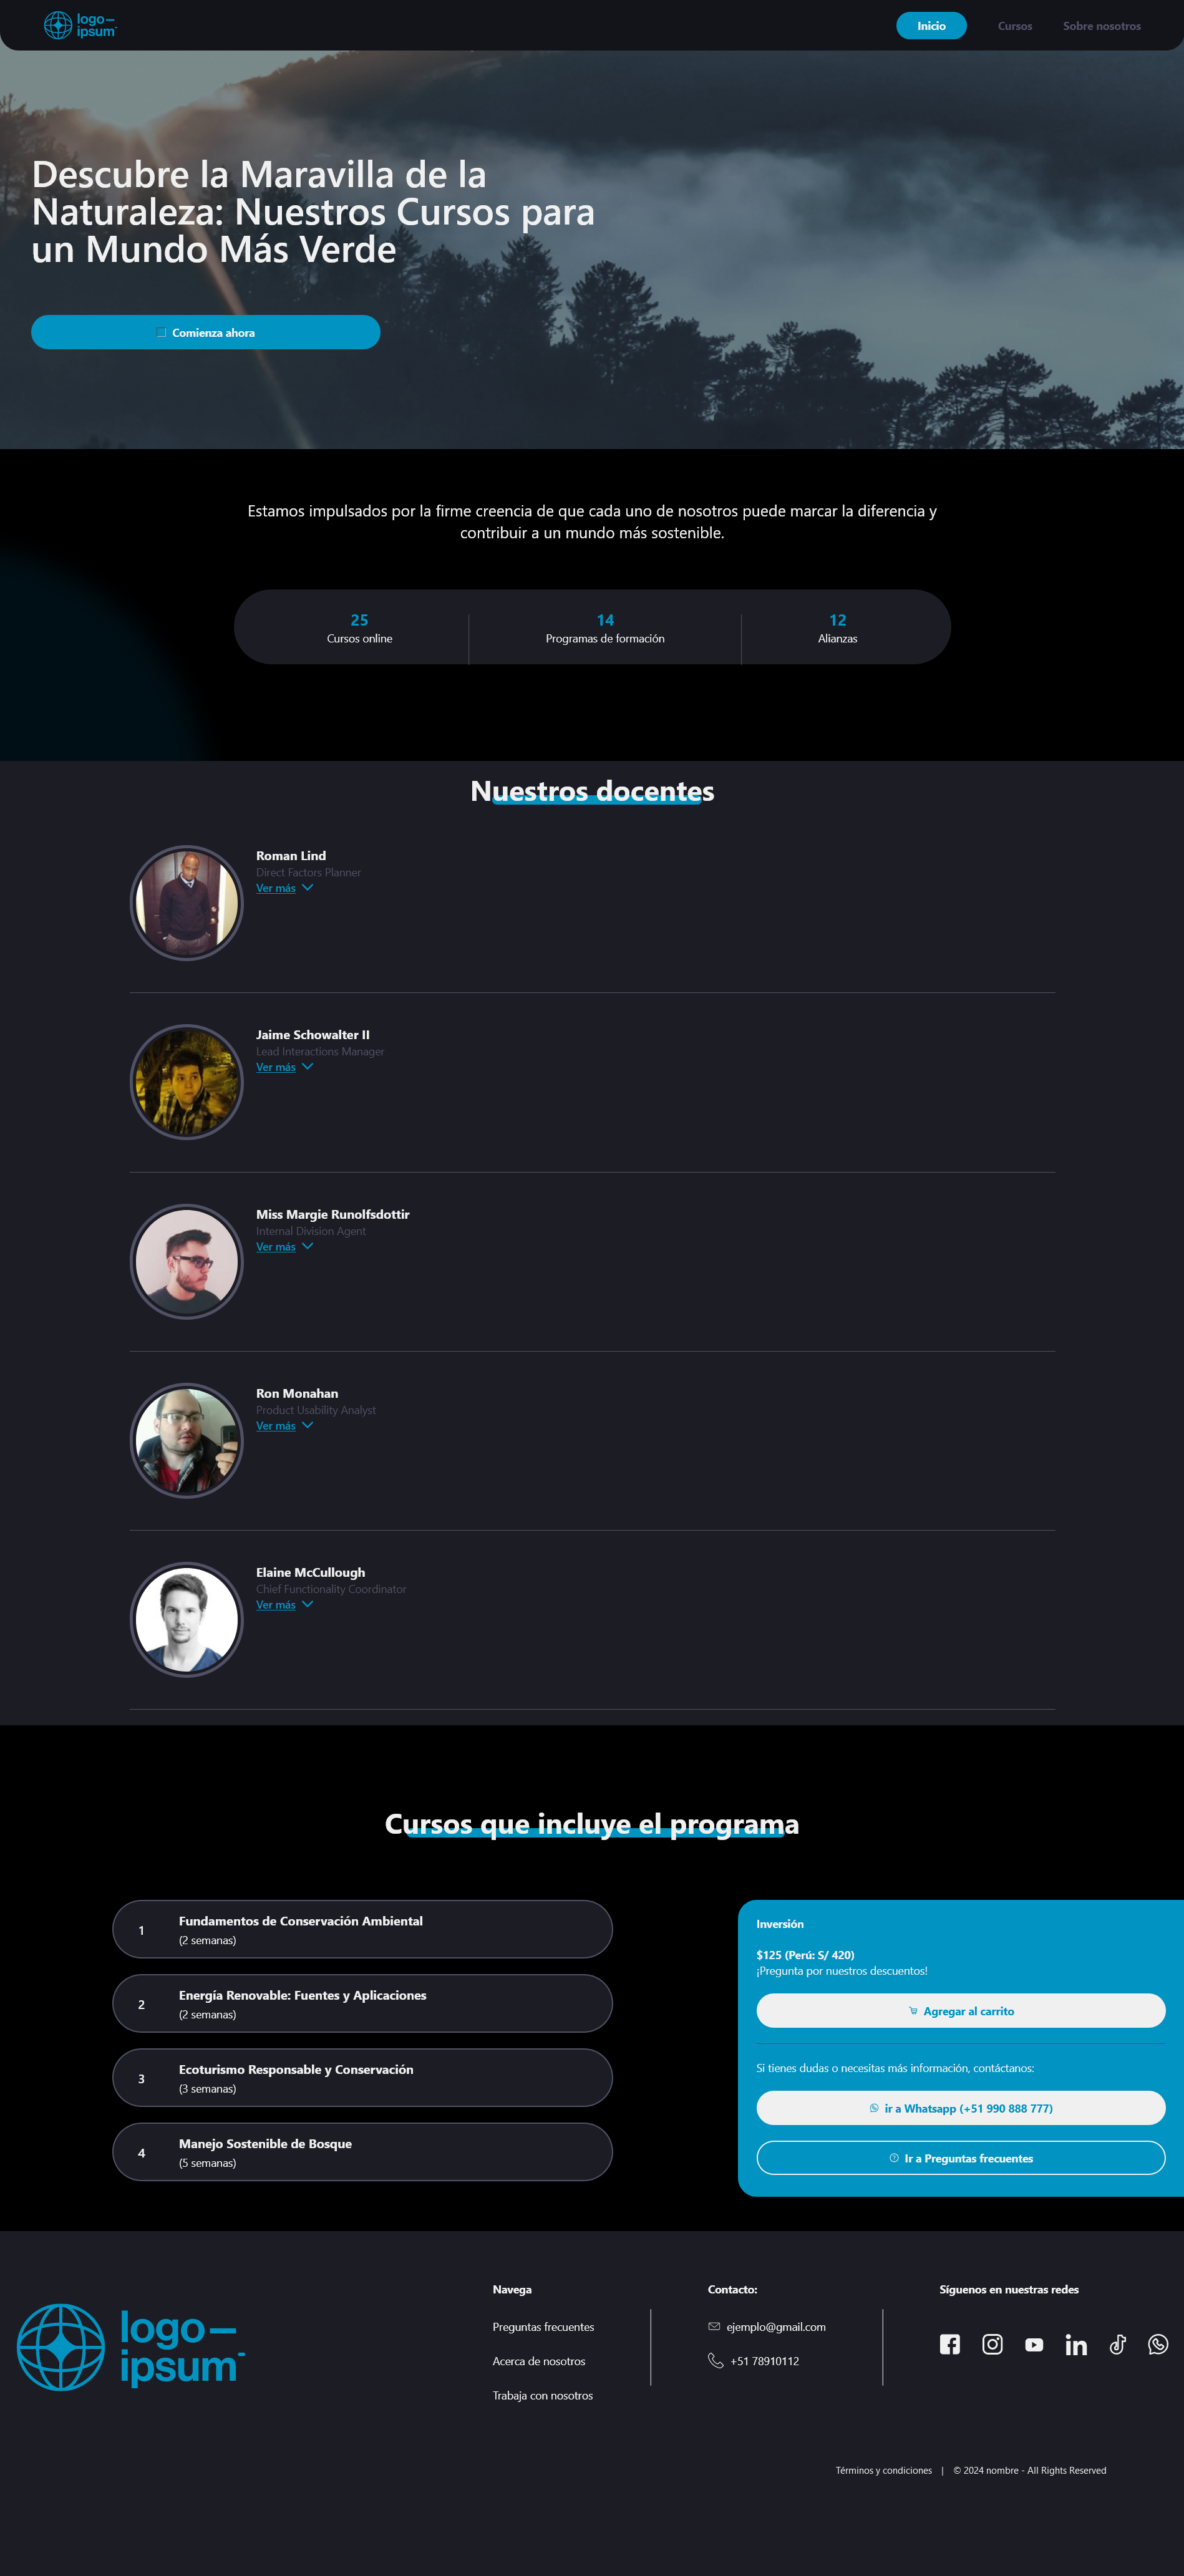 logo—
ipsum™
Inicio
Cursos
Sobre nosotros
Descubre la Maravilla de la
Naturaleza: Nuestros Cursos para
un Mundo Más Verde
Comienza ahora
Estamos impulsados por la firme creencia de que cada uno de nosotros puede marcar la diferencia y
contribuir a un mundo más sostenible.
25
Cursos online
14
Programas de formación
12
Alianzas
Nuestros docentes
Roman Lind
Direct Factors Planner
Ver más
Jaime Schowalter II
Lead Interactions Manager
Ver más
Miss Margie Runolfsdottir
Internal Division Agent
Ver más
Ron Monahan
Product Usability Analyst
Ver más
Elaine McCullough
Chief Functionality Coordinator
Ver más
Cursos que incluye el programa
1
Fundamentos de Conservación Ambiental
(2 semanas)
2
Energía Renovable: Fuentes y Aplicaciones
(2 semanas)
3
Ecoturismo Responsable y Conservación
(3 semanas)
4
Manejo Sostenible de Bosque
(5 semanas)
Inversión
$125 (Perú: S/ 420)
¡Pregunta por nuestros descuentos!
Agregar al carrito
Si tienes dudas o necesitas más información, contáctanos:
ir a Whatsapp (+51 990 888 777)
Ir a Preguntas frecuentes
logo—
ipsum™
Navega
Preguntas frecuentes
Acerca de nosotros
Trabaja con nosotros
Contacto:
ejemplo@gmail.com
+51 78910112
Síguenos en nuestras redes
Términos y condiciones | © 2024 nombre - All Rights Reserved